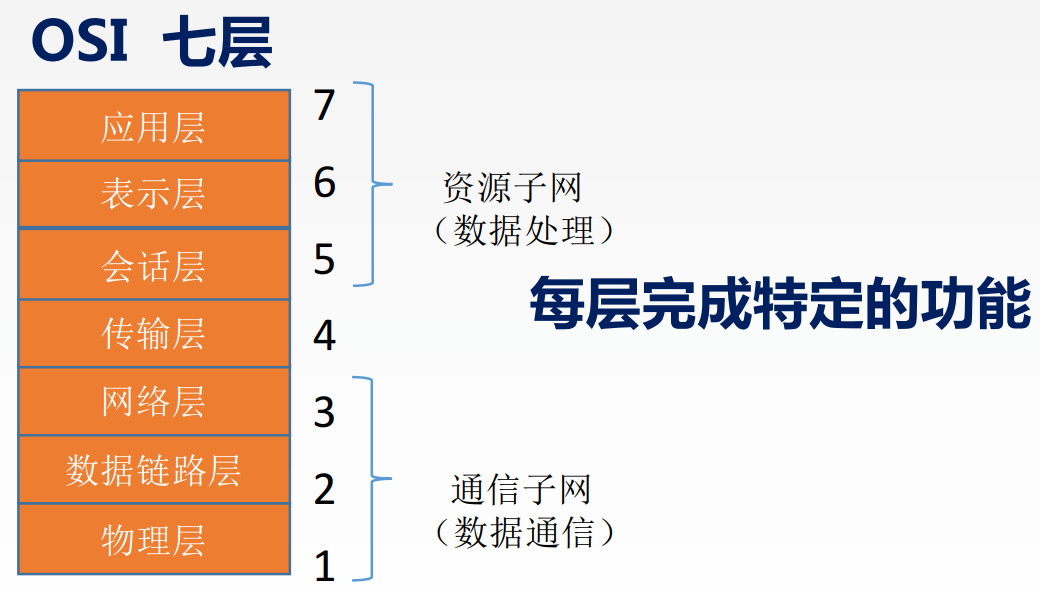 OSI 七层
应用层
7
表示层
6
会话层
5
传输层
4
网络层
3
数据链路层
2
物理层
1
资源子网
（数据处理）
每层完成特定的功能
通信子网
（数据通信）